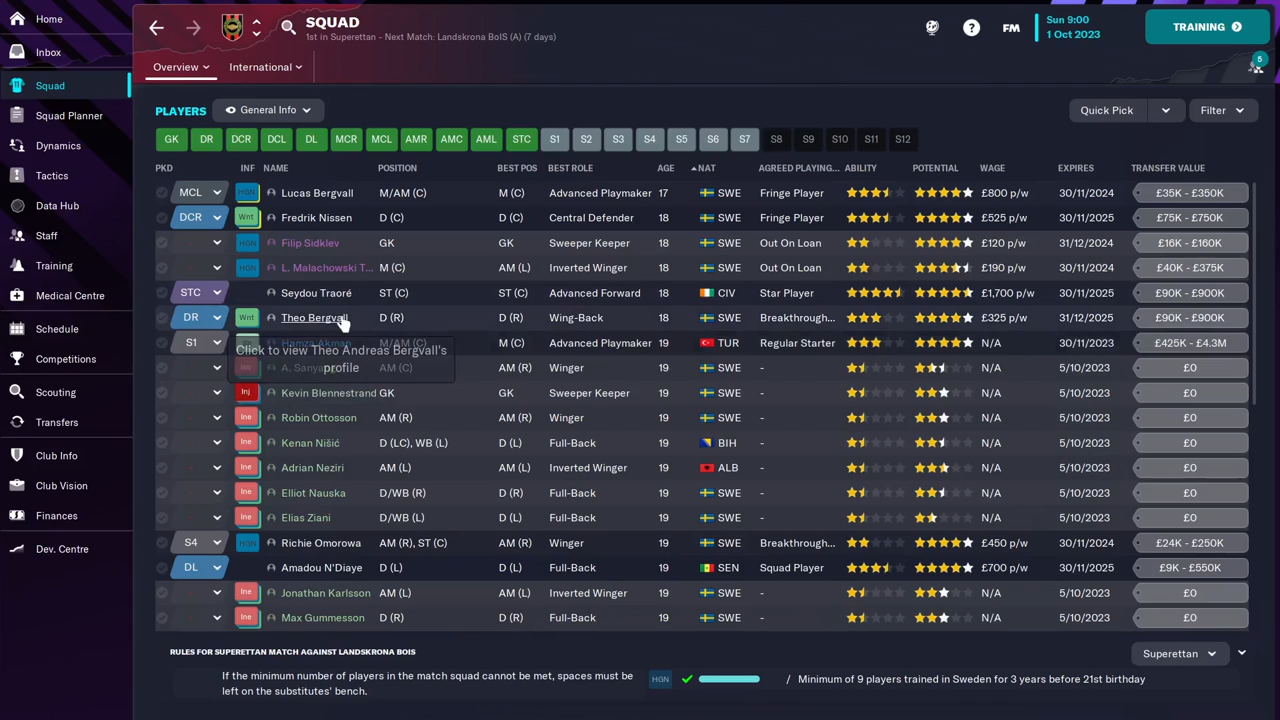 Home
SQUAD
1st in Superettan - Next Match: Landskrona BoIS (A) (7 days)
? FM Sun 9:00
1 Oct 2023
TRAINING
Inbox
Overview International 5
Squad
PLAYERS General Info Quick Pick Filter
Squad Planner
GK DR DCR DCL DL MCR MCL AMR AMC AML STC S1 S2 S3 S4 S5 S6 S7 S8 S9 S10 S11 S12
Dynamics
PKD INF NAME POSITION BEST POS BEST ROLE AGE NAT AGREED PLAYING... ABILITY POTENTIAL WAGE EXPIRES TRANSFER VALUE
Tactics
MCL HGN Lucas Bergvall M/AM (C) M (C) Advanced Playmaker 17 SWE Fringe Player £800 p/w 30/11/2024 £35K - £350K
Data Hub
DCR Wnt Fredrik Nissen D (C) D (C) Central Defender 18 SWE Fringe Player £525 p/w 30/11/2025 £75K - £750K
Staff
HGN Filip Sidklev GK GK Sweeper Keeper 18 SWE Out On Loan £120 p/w 31/12/2024 £16K - £160K
Training
HGN L. Malachowski T... M (C) AM (L) Inverted Winger 18 SWE Out On Loan £190 p/w 30/11/2024 £40K - £375K
Medical Centre
STC Seydou Traoré ST (C) ST (C) Advanced Forward 18 CIV Star Player £1,700 p/w 30/11/2024 £90K - £900K
Schedule
DR Wnt Theo Bergvall D (R) D (R) Wing-Back 18 SWE Breakthrough... £325 p/w 31/12/2025 £90K - £900K
S1 Hamza Akman M/AM (C) M (C) Advanced Playmaker 19 TUR Regular Starter £425K - £4.3M
Click to view Theo Andreas Bergvall's
profile
Competitions
A. Sanyang AM (C) AM (R) Winger 19 SWE - N/A 5/10/2023 £0
Scouting
Inj Kevin Blennestrand GK GK Sweeper Keeper 19 SWE - N/A 5/10/2023 £0
Transfers
Ine Robin Ottosson AM (R) AM (R) Winger 19 SWE - N/A 5/10/2023 £0
Ine Kenan Nišić D (LC), WB (L) D (L) Full-Back 19 BIH - N/A 5/10/2023 £0
Club Info
Ine Adrian Neziri AM (L) AM (L) Inverted Winger 19 ALB - N/A 5/10/2023 £0
Club Vision
Ine Elliot Nauska D/WB (R) D (R) Full-Back 19 SWE - N/A 5/10/2023 £0
Finances
Ine Elias Ziani D/WB (L) D (L) Full-Back 19 SWE - N/A 5/10/2023 £0
Dev. Centre
S4 HGN Richie Omorowa AM (R), ST (C) AM (R) Winger 19 SWE Breakthrough... £450 p/w 30/11/2024 £24K - £250K
DL Amadou N'Diaye D (L) D (L) Full-Back 19 SEN Squad Player £700 p/w 30/11/2025 £9K - £550K
Ine Jonathan Karlsson AM (L) AM (L) Inverted Winger 19 SWE - N/A 5/10/2023 £0
Ine Max Gummesson D (R) D (R) Full-Back 19 SWE - N/A 5/10/2023 £0
RULES FOR SUPERETTAN MATCH AGAINST LANDSKRONA BOIS Superettan
If the minimum number of players in the match squad cannot be met, spaces must be
left on the substitutes' bench.
HGN / Minimum of 9 players trained in Sweden for 3 years before 21st birthday